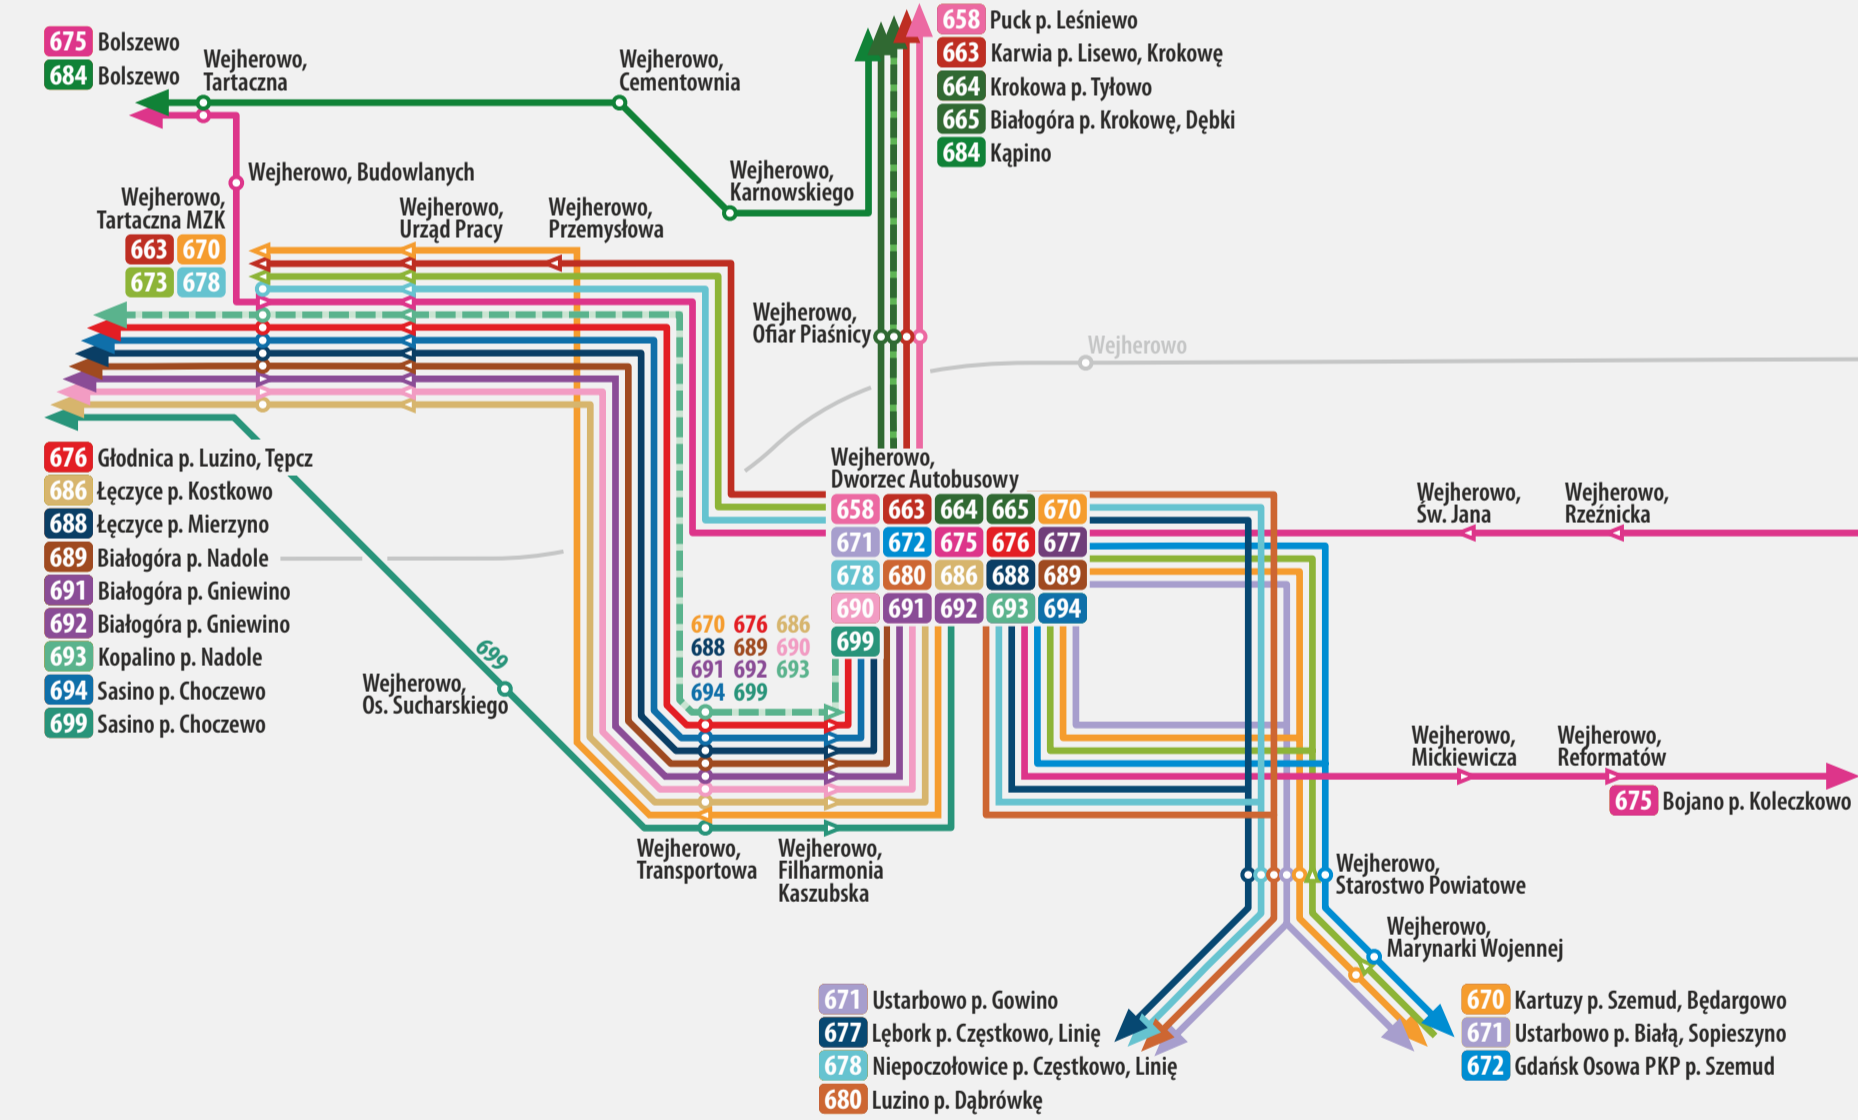 675 Bolszewo
684 Bolszewo
Wejherowo,
Tartaczna
Wejherowo,
Cementownia
658 Puck p. Leśniewo
663 Karwia p. Lisewo, Krokowę
664 Krokowa p. Tyłowo
665 Białogóra p. Krokowę, Dębki
684 Kąpino
Wejherowo, Budowlanych
Wejherowo,
Karnowskiego
Wejherowo,
Tartaczna MZK
663 670
673 678
Wejherowo,
Urząd Pracy
Wejherowo,
Przemysłowa
Wejherowo,
Ofiar Piaśnicy
Wejherowo
676 Głodnica p. Luzino, Tępcz
686 Łęczyce p. Kostkowo
688 Łęczyce p. Mierzyno
689 Białogóra p. Nadole
691 Białogóra p. Gniewino
692 Białogóra p. Gniewino
693 Kopalino p. Nadole
694 Sasino p. Choczewo
699 Sasino p. Choczewo
Wejherowo,
Dworzec Autobusowy
658 663 664 665 670
671 672 675 676 677
678 680 686 688 689
690 691 692 693 694
699
Wejherowo,
Św. Jana
Wejherowo,
Rzeźnicka
670 676 686
688 689 690
691 692 693
694 699
699
Wejherowo,
Os. Sucharskiego
Wejherowo,
Mickiewicza
Wejherowo,
Reformatów
675 Bojano p. Koleczkowo
Wejherowo,
Transportowa
Wejherowo,
Filharmonia
Kaszubska
Wejherowo,
Starostwo Powiatowe
Wejherowo,
Marynarki Wojennej
671 Ustarbowo p. Gowino
677 Lębork p. Częstkowo, Linię
678 Niepoczołowice p. Częstkowo, Linię
680 Luzino p. Dąbrówkę
670 Kartuzy p. Szemud, Będargowo
671 Ustarbowo p. Białą, Sopieszyno
672 Gdańsk Osowa PKP p. Szemud